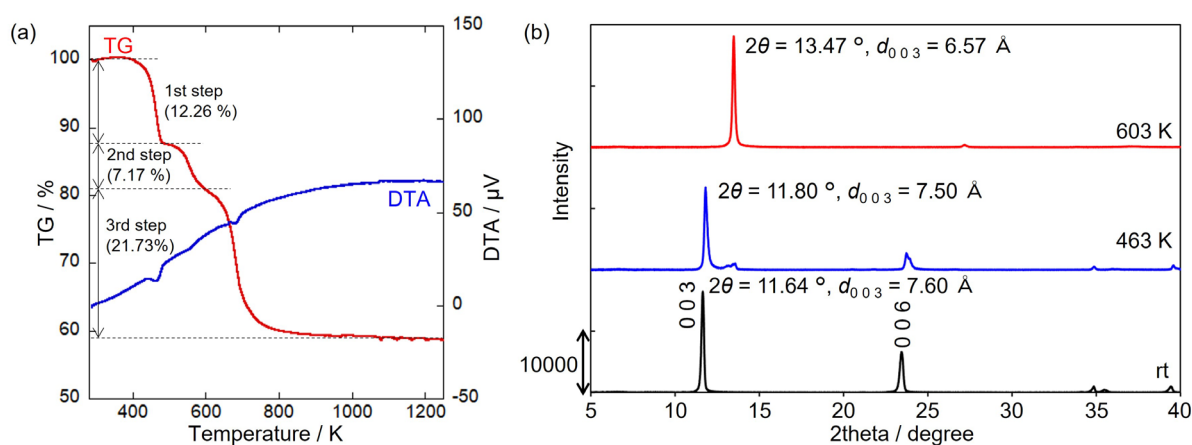 (a)
TG
1st step
(12.26 %)
2nd step
(7.17 %)
3rd step
(21.73%)
DTA
100
90
80
70
60
50
TG / %
150
100
50
0
-50
DTA / μV
400 600 800 1000 1200
Temperature / K
(b)
2θ = 13.47 °, d0 0 3 = 6.57 Å
603 K
2θ = 11.80 °, d0 0 3 = 7.50 Å
463 K
2θ = 11.64 °, d0 0 3 = 7.60 Å
0 0 3
0 0 6
10000
rt
Intensity
5 10 15 20 25 30 35 40
2theta / degree